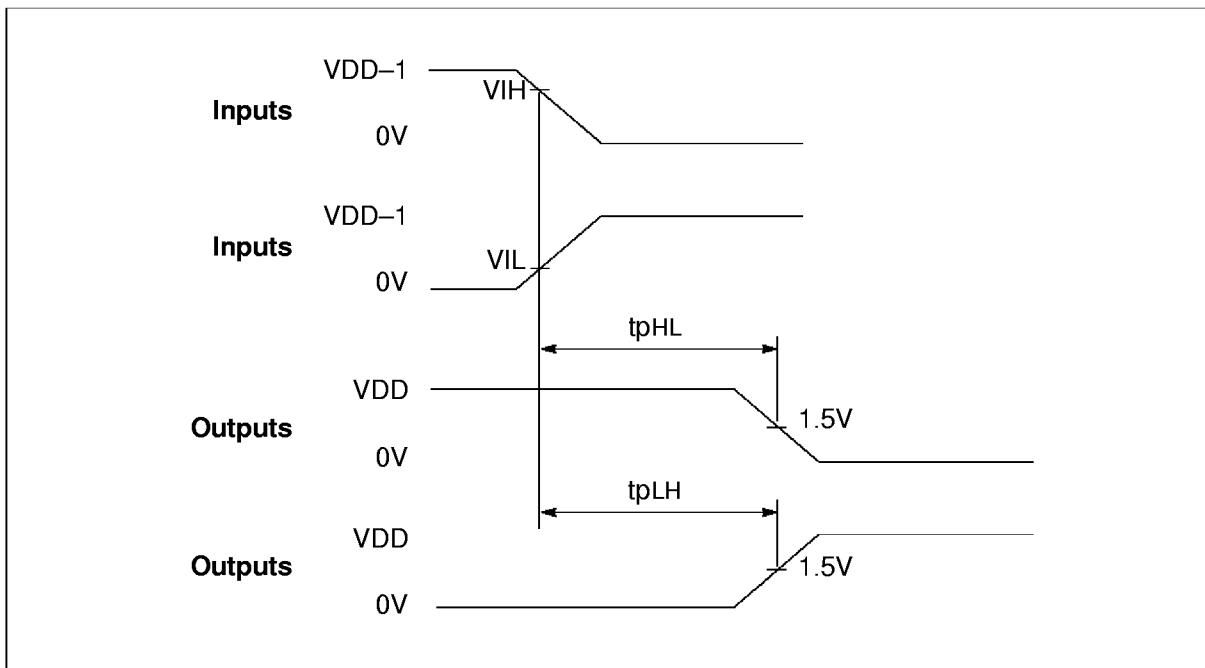 VDD–1
VIH
Inputs
0V
VDD–1
Inputs
VIL
0V
tpHL
VDD
1.5V
Outputs
0V
tpLH
VDD
Outputs
1.5V
0V